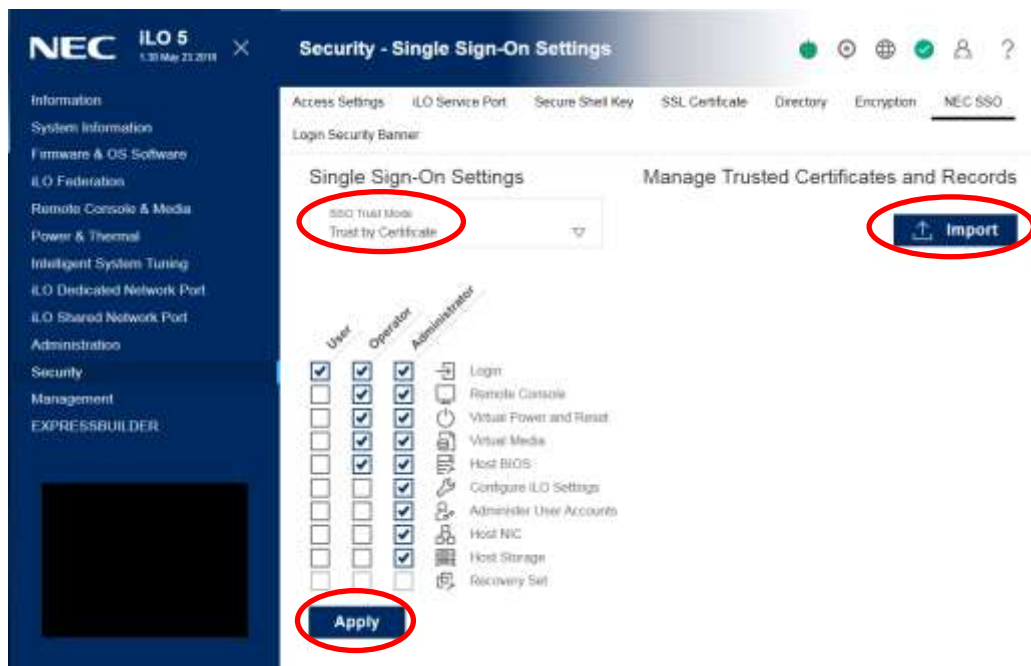 NEC iLO 5
1.30 May 23 2018
Security - Single Sign-On Settings
?
Information
System Information
Firmware & OS Software
iLO Federation
Remote Console & Media
Power & Thermal
Intelligent System Tuning
iLO Dedicated Network Port
iLO Shared Network Port
Administration
Security
Management
EXPRESSBUILDER
Access Settings iLO Service Port Secure Shell Key SSL Certificate Directory Encryption NEC SSO
Login Security Banner
Single Sign-On Settings
Manage Trusted Certificates and Records
SSO Trust Mode
Trust by Certificate
Import
User Operator Administrator
Login
Remote Console
Virtual Power and Reset
Virtual Media
Host BIOS
Configure iLO Settings
Administer User Accounts
Host NIC
Host Storage
Recovery Set
Apply